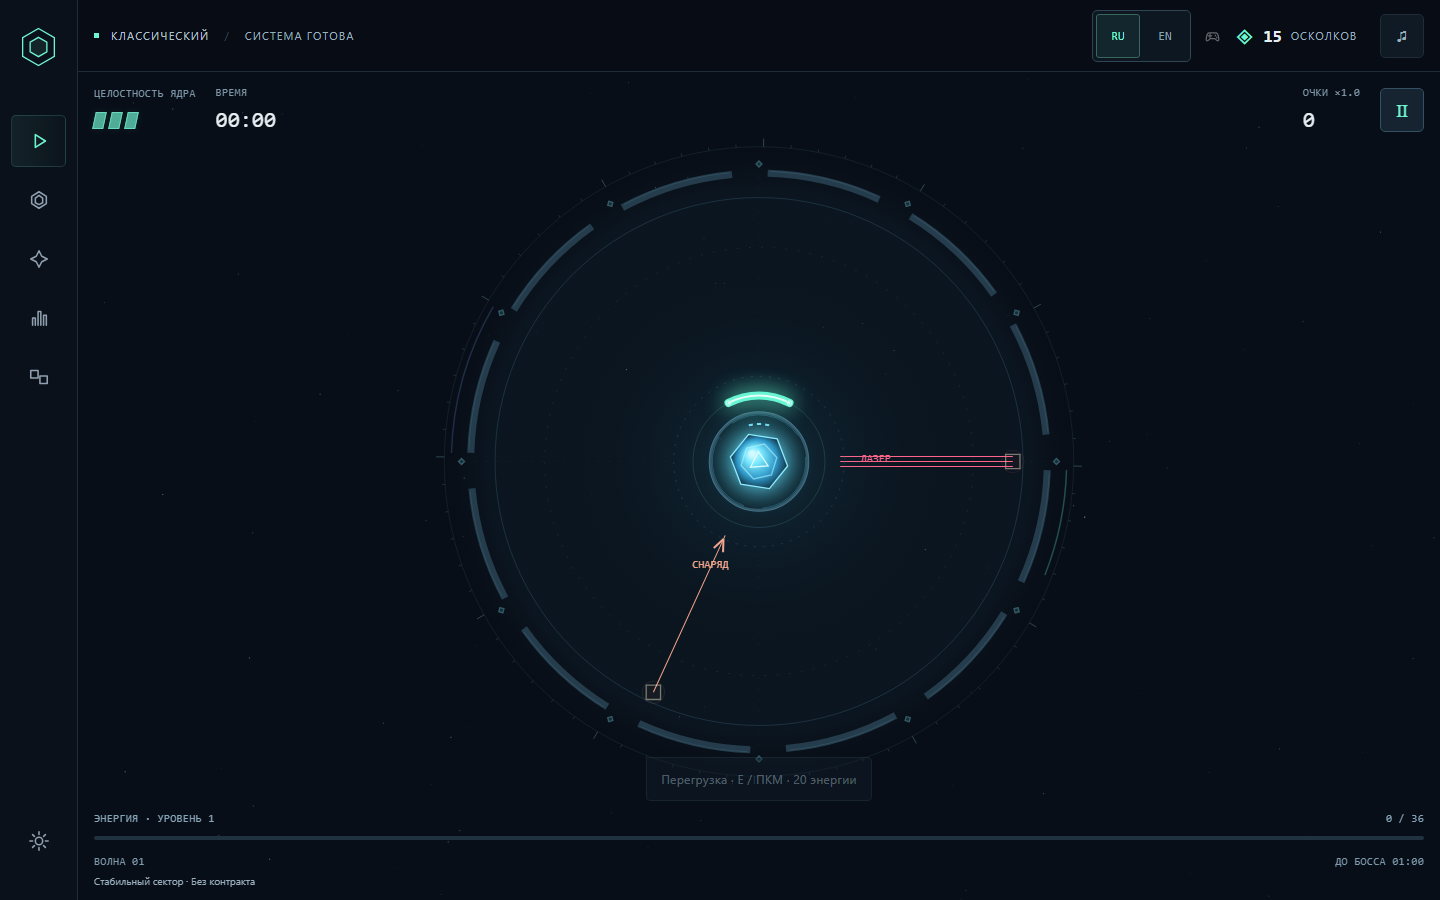 КЛАССИЧЕСКИЙ / СИСТЕМА ГОТОВА
RU EN 15 ОСКОЛКОВ
ЦЕЛОСТНОСТЬ ЯДРА
ВРЕМЯ
00:00
ОЧКИ ×1.0
0
ЛАЗЕР
СНАРЯД
Перегрузка · E / ПКМ · 20 энергии
ЭНЕРГИЯ · УРОВЕНЬ 1
0 / 36
ВОЛНА 01
ДО БОССА 01:00
Стабильный сектор · Без контракта